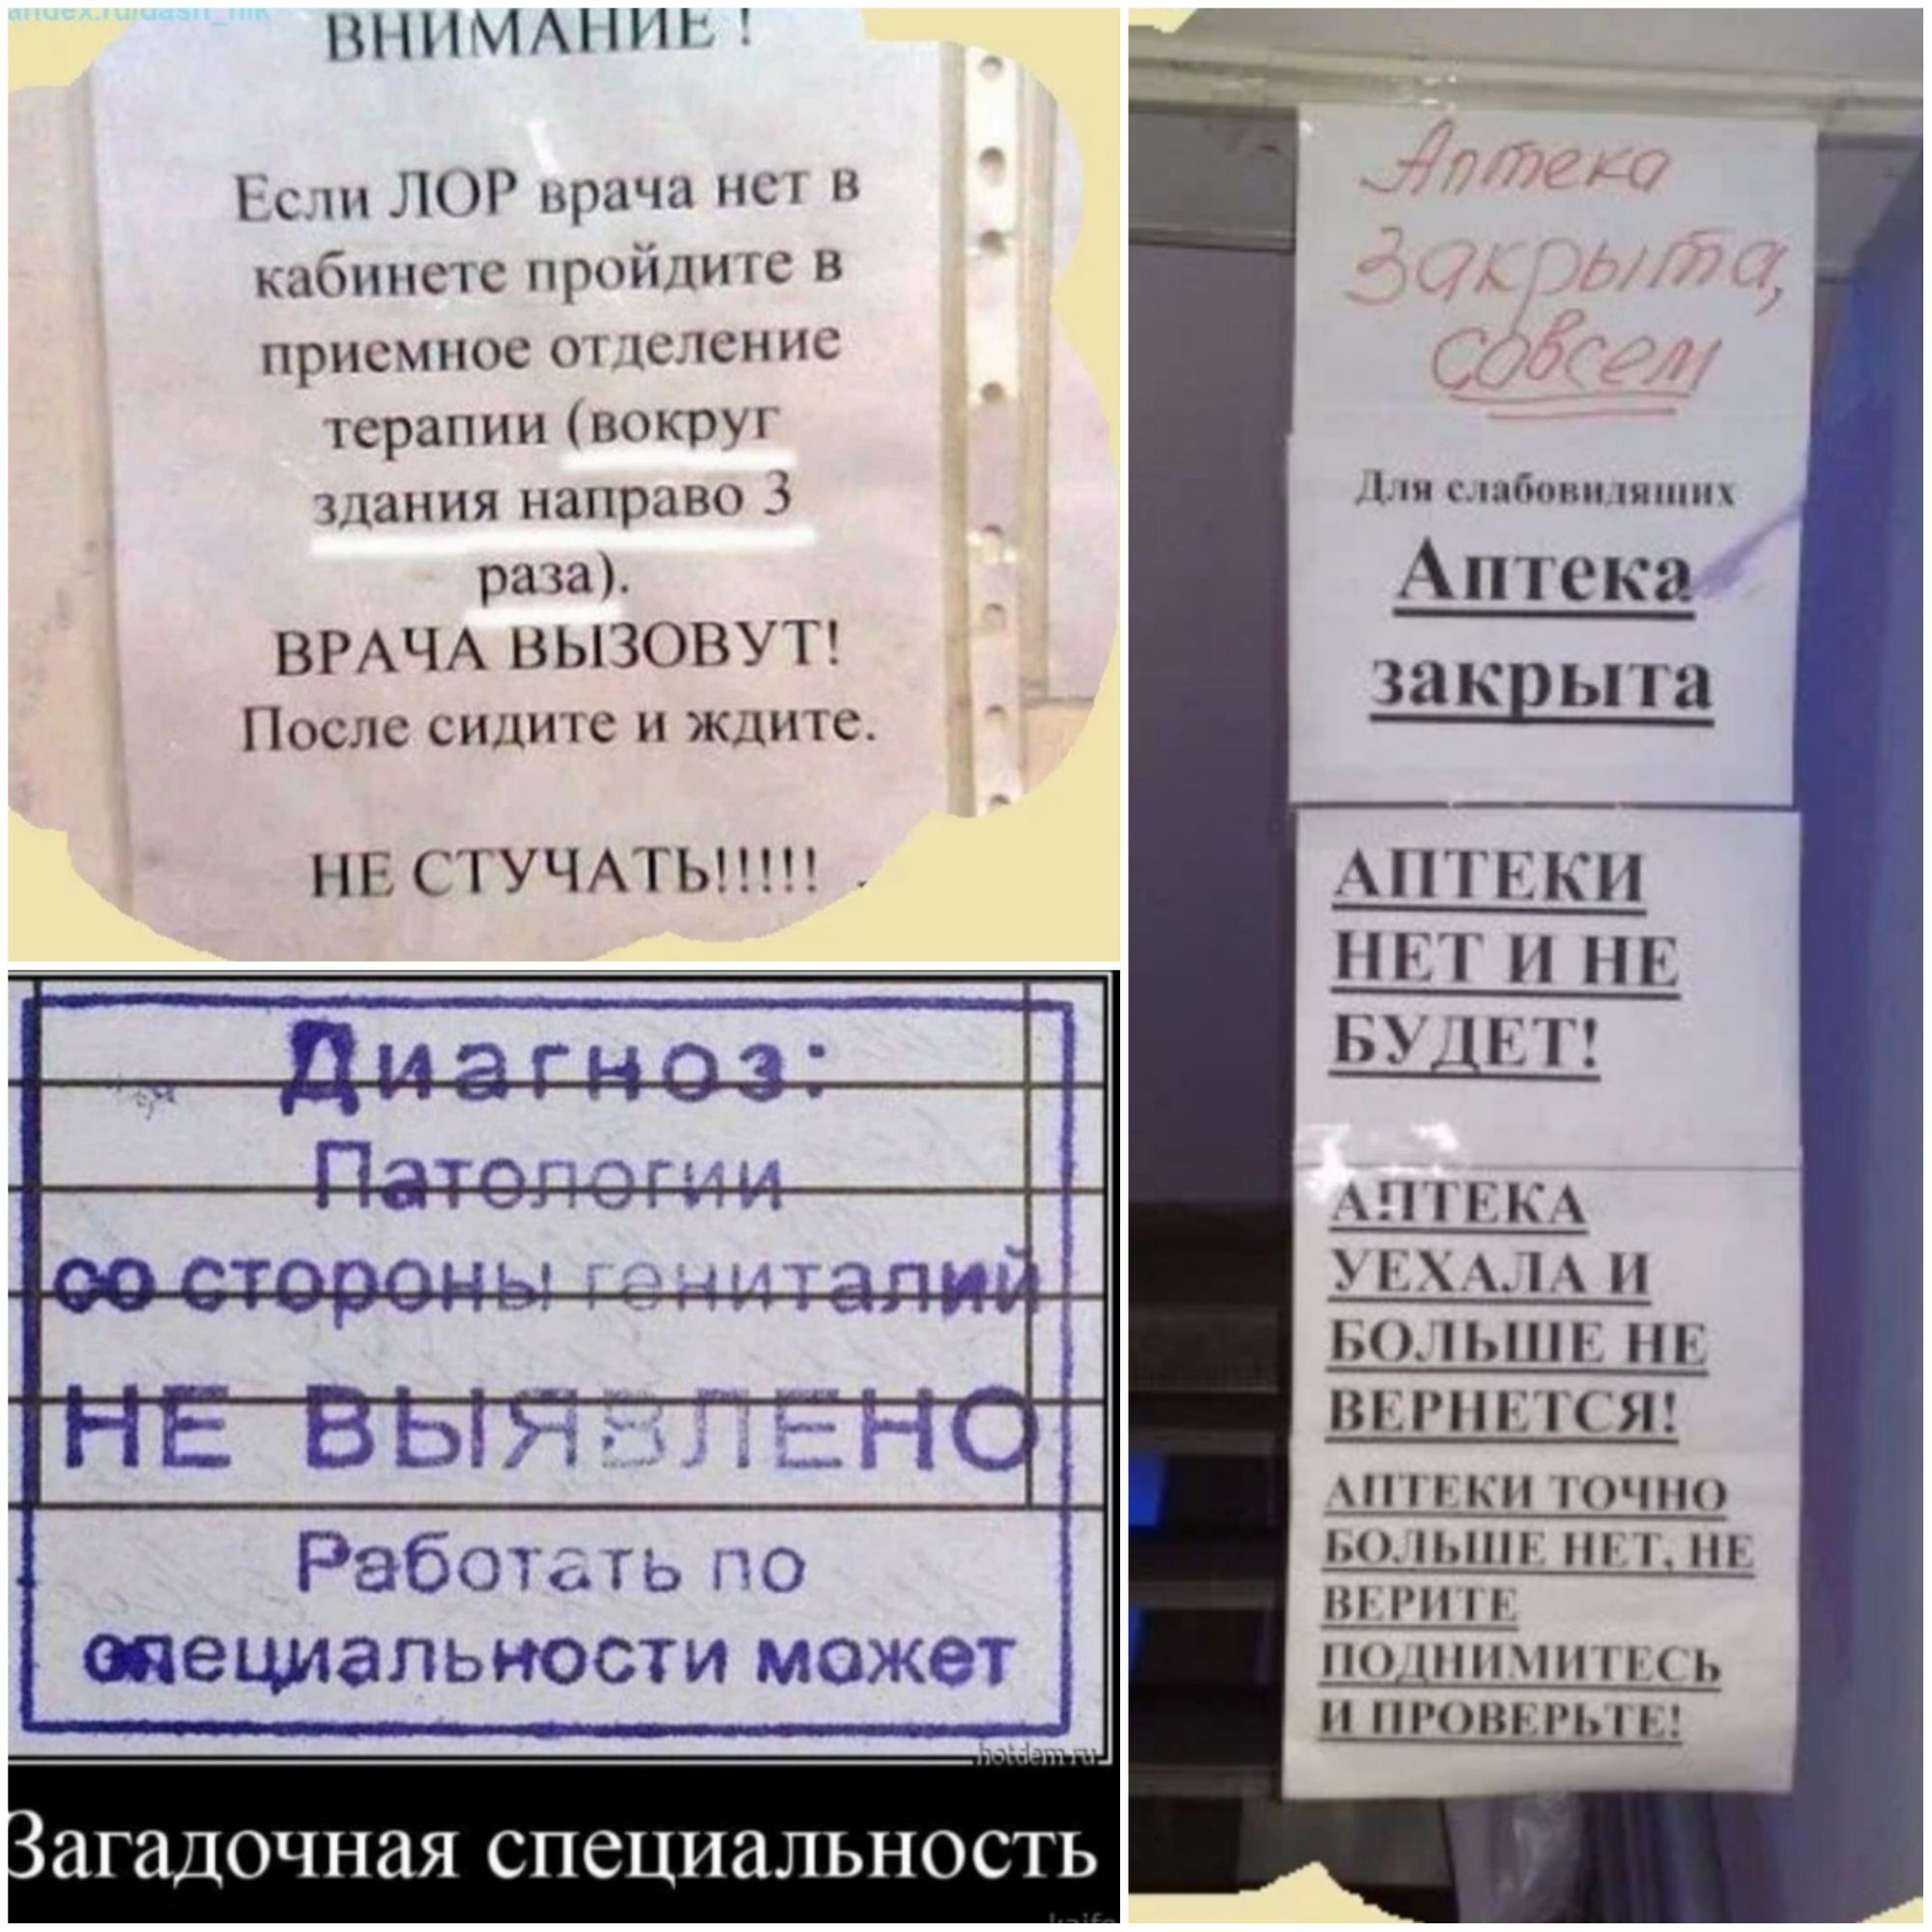 ВНИМАНИЕ !
Если ЛОР врача нет в
кабинете пройдите в
приемное отделение
терапии (вокруг
здания направо 3
раза).
ВРАЧА ВЫЗОВУТ!
После сидите и ждите.
НЕ СТУЧАТЬ!!!!!
Диагноз:
Патологии
со стороны гениталий
НЕ ВЫЯВЛЕНО
Работать по
специальности может
hotdem.ru
Загадочная специальность
Аптека
закрыта,
совсем
Для слабовидящих
Аптека
закрыта
АПТЕКИ
НЕТ И НЕ
БУДЕТ!
АПТЕКА
УЕХАЛА И
БОЛЬШЕ НЕ
ВЕРНЕТСЯ!
АПТЕКИ ТОЧНО
БОЛЬШЕ НЕТ, НЕ
ВЕРИТЕ
ПОДНИМИТЕСЬ
И ПРОВЕРЬТЕ!